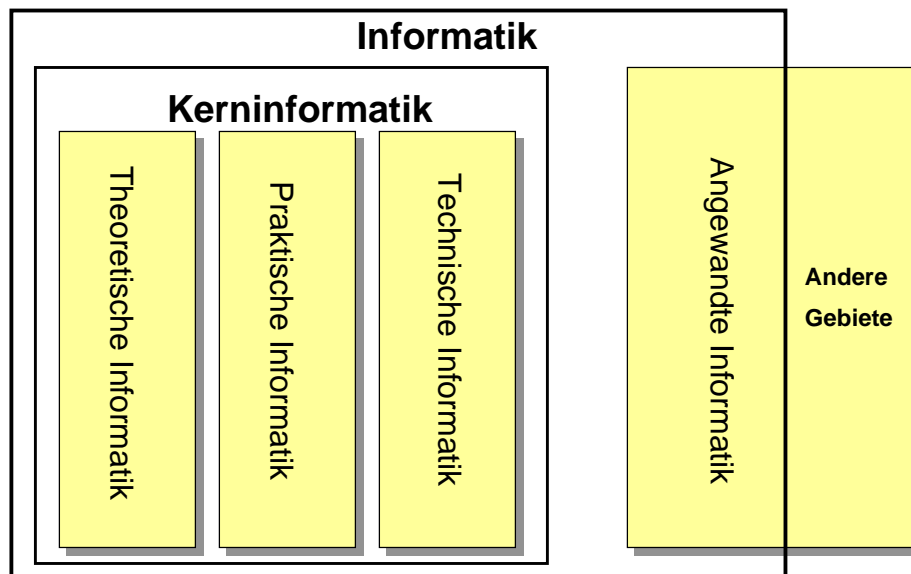 Informatik
Kerninformatik
Theoretische Informatik
Praktische Informatik
Technische Informatik
Angewandte Informatik
Andere
Gebiete